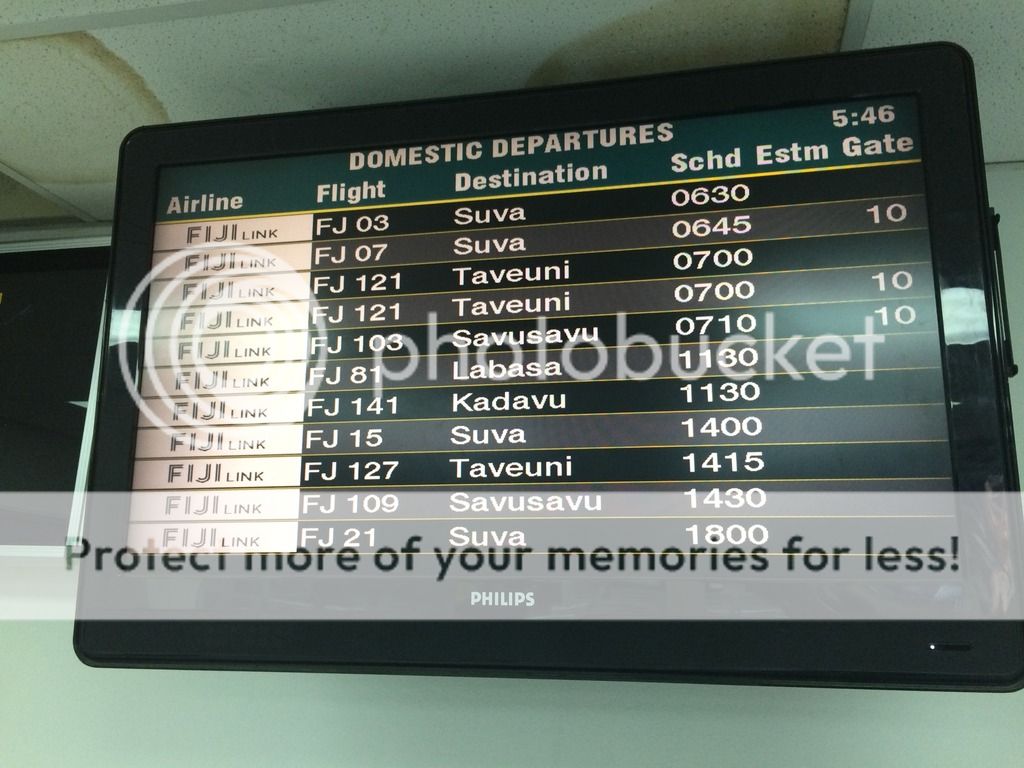 5:46
DOMESTIC DEPARTURES
Airline Flight Destination Schd Estm Gate
FIJI LINK FJ 03 Suva 0630
FIJI LINK FJ 07 Suva 0645 10
FIJI LINK FJ 121 Taveuni 0700
FIJI LINK FJ 121 Taveuni 0700 10
FIJI LINK FJ 103 Savusavu 0710 10
FIJI LINK FJ 81 Labasa 1130
FIJI LINK FJ 141 Kadavu 1130
FIJI LINK FJ 15 Suva 1400
FIJI LINK FJ 127 Taveuni 1415
FIJI LINK FJ 109 Savusavu 1430
FIJI LINK FJ 21 Suva 1800
photobucket
Protect more of your memories for less!
PHILIPS